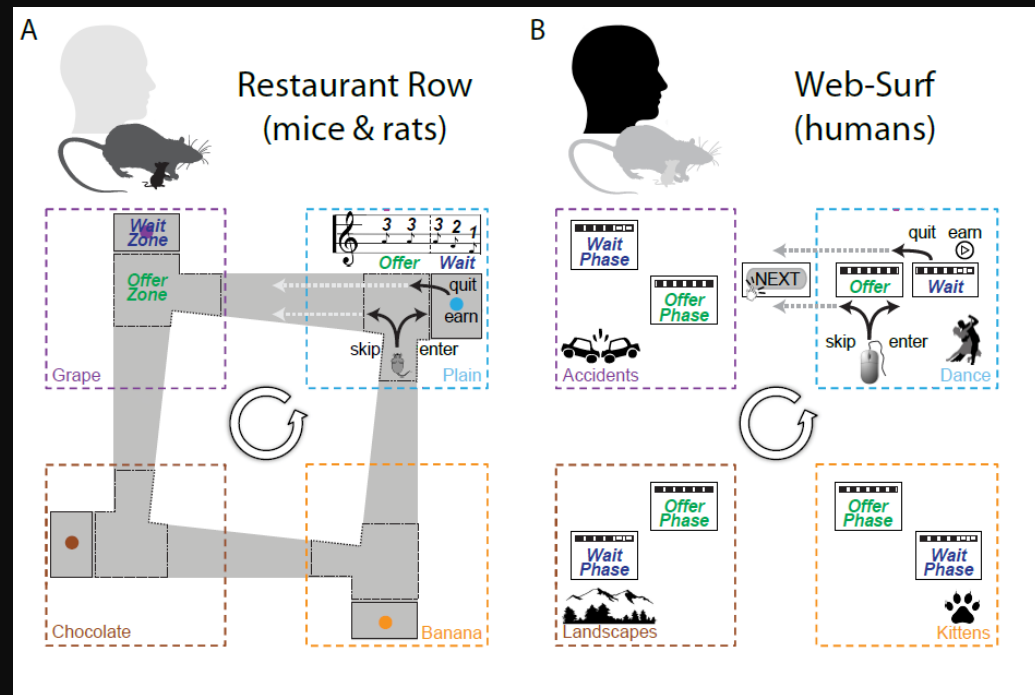 A
Restaurant Row
(mice & rats)
Wait
Zone
Offer
Zone
Grape
3 3 3 2 1
Offer Wait
quit
earn
skip enter
Plain
Chocolate
Banana
B
Web-Surf
(humans)
Wait
Phase
Offer
Phase
Accidents
quit earn
NEXT
Offer
Wait
skip enter
Dance
Offer
Phase
Wait
Phase
Landscapes
Offer
Phase
Wait
Phase
Kittens